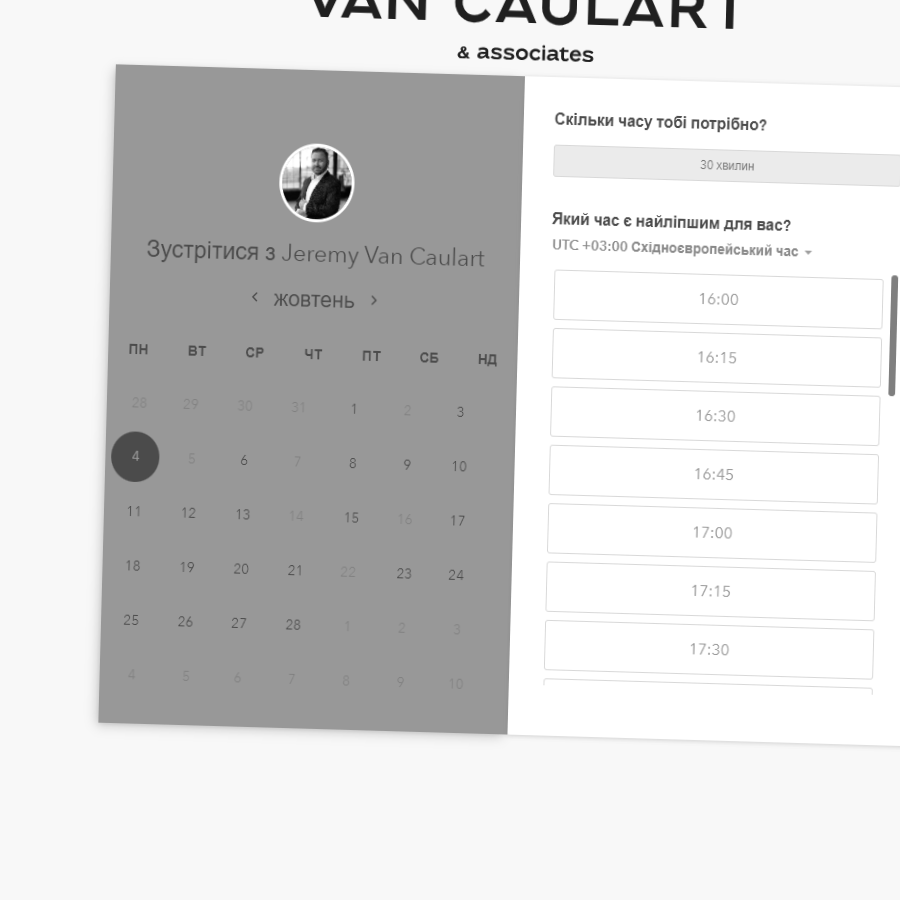 VAN CAULART
& associates
Зустрітися з Jeremy Van Caulart
жовтень
ПН ВТ СР ЧТ ПТ СБ НД
28 29 30 31 1 2 3
4 5 6 7 8 9 10
11 12 13 14 15 16 17
18 19 20 21 22 23 24
25 26 27 28 1 2 3
4 5 6 7 8 9 10
Скільки часу тобі потрібно?
30 хвилин
Який час є найліпшим для вас?
UTC +03:00 Східноєвропейський час
16:00
16:15
16:30
16:45
17:00
17:15
17:30